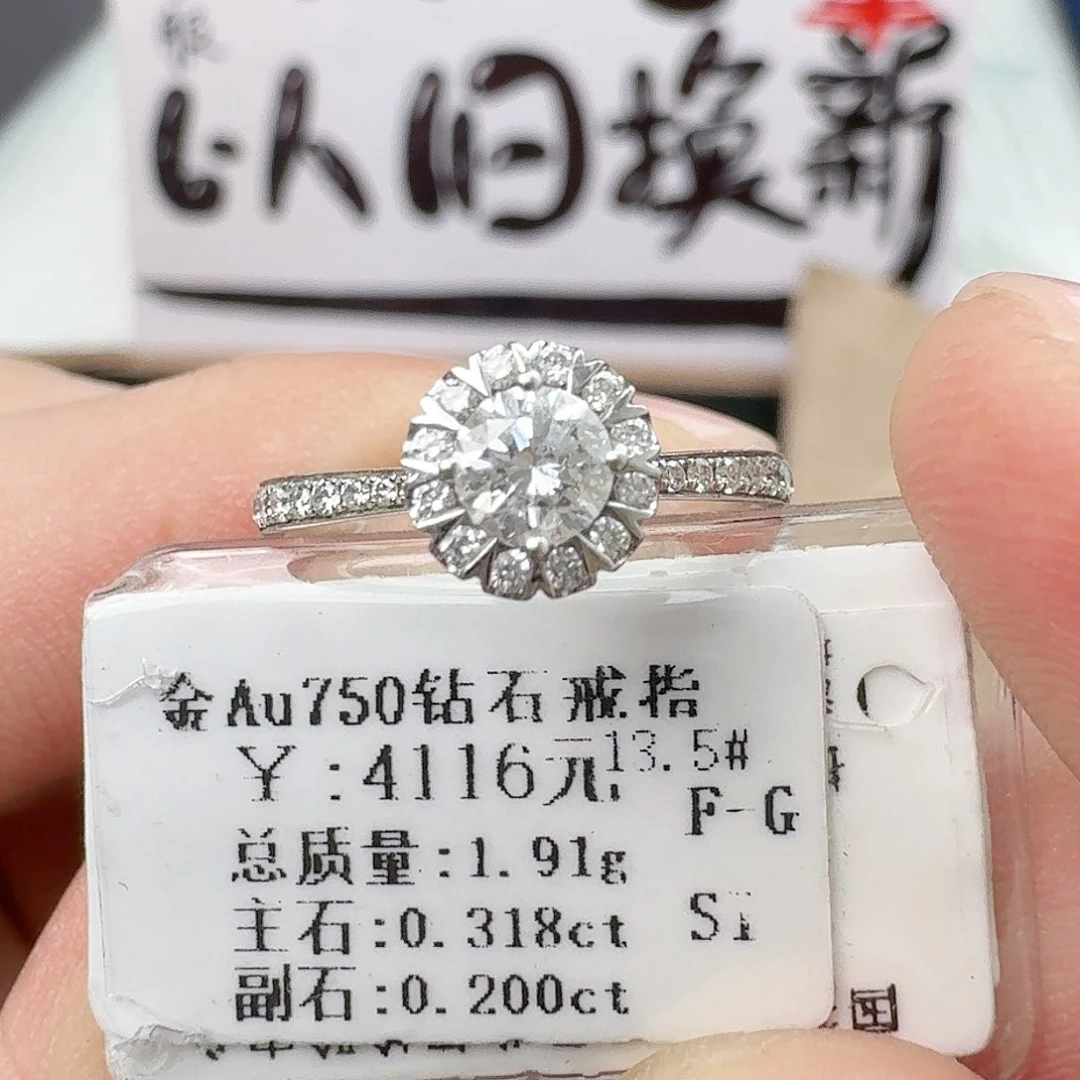 以旧换新
金Au750钻石戒指
¥:4116元
13.5#
F-G
总质量:1.91g
主石:0.318ct
SI
副石:0.200ct
国